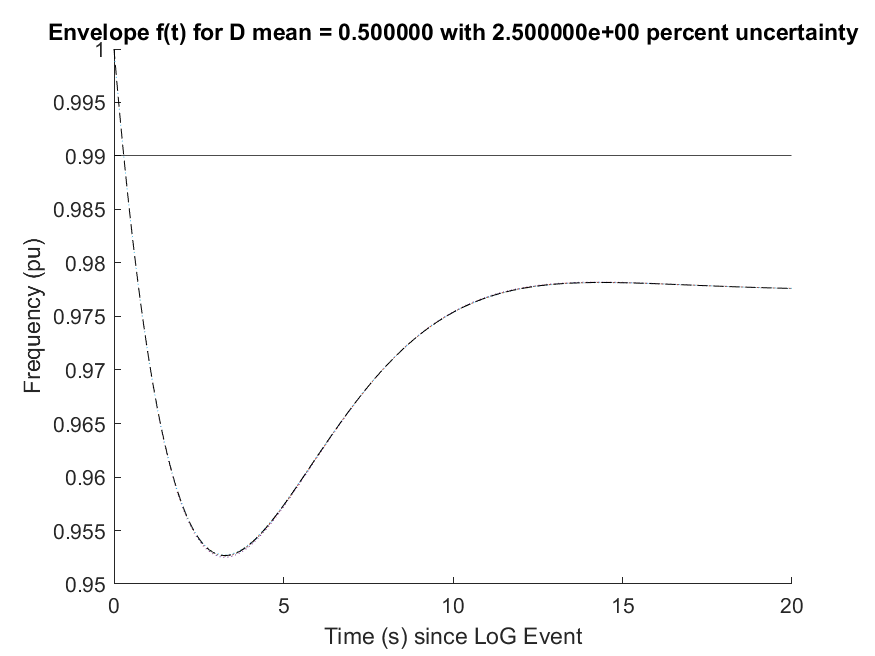 Envelope f(t) for D mean = 0.500000 with 2.500000e+00 percent uncertainty
1
0.995
0.99
0.985
0.98
0.975
0.97
0.965
0.96
0.955
0.95
Frequency (pu)
0 5 10 15 20
Time (s) since LoG Event